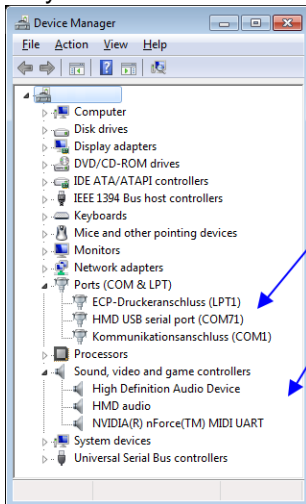 Device Manager
File Action View Help
Computer
Disk drives
Display adapters
DVD/CD-ROM drives
IDE ATA/ATAPI controllers
IEEE 1394 Bus host controllers
Keyboards
Mice and other pointing devices
Monitors
Network adapters
Ports (COM & LPT)
ECP-Druckeranschluss (LPT1)
HMD USB serial port (COM71)
Kommunikationsanschluss (COM1)
Processors
Sound, video and game controllers
High Definition Audio Device
HMD audio
NVIDIA(R) nForce(TM) MIDI UART
System devices
Universal Serial Bus controllers